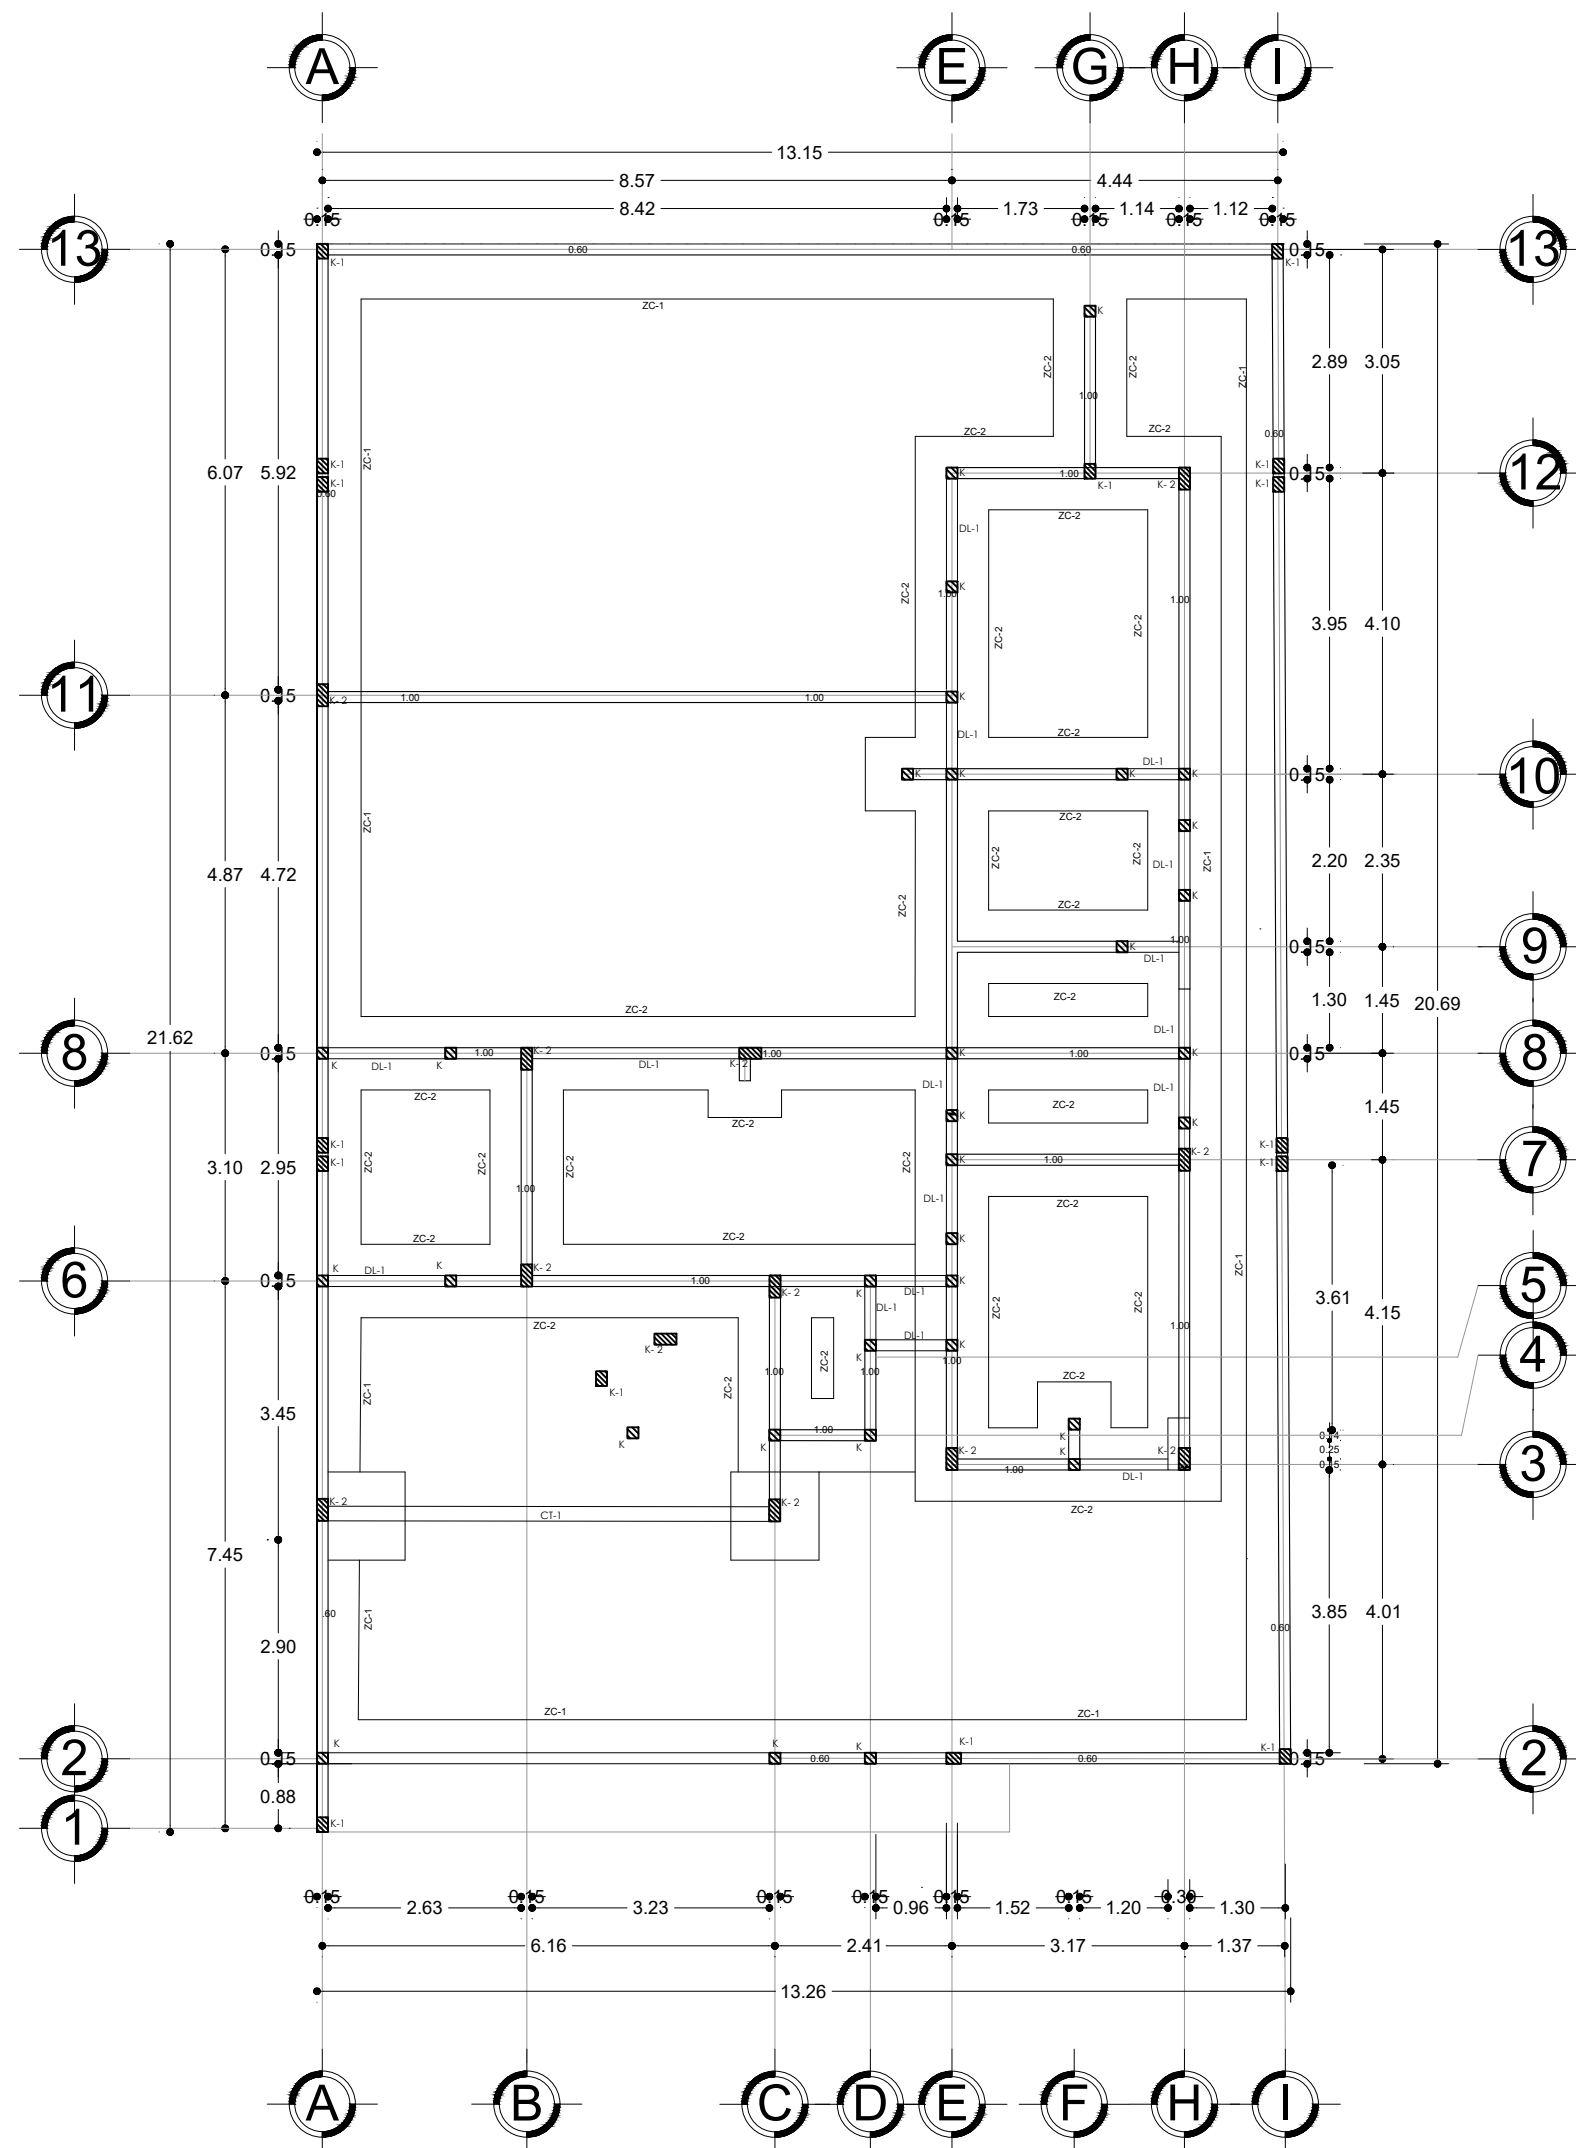 A E G H I
13.15
8.57 4.44
8.42 1.73 1.14 1.12
0.15 0.15 0.15 0.15 0.15
13 0.15 0.60 0.60 0.15 13
K-1 K-1
ZC-1
K
2.89 3.05
ZC-2 ZC-2 ZC-1
1.00
ZC-2 ZC-2 0.60
ZC-1
6.07 5.92 K-1 K 1.00 K-1 0.15 12
K-1 K-1 K-2 K-1
ZC-2
DL-1
ZC-2 K 1.00
1.00
ZC-2 ZC-2 3.95 4.10
11 0.15 K-2 1.00 1.00 K
DL-1 ZC-2
DL-1
K K K K 0.15 10
ZC-1 ZC-2 K
ZC-2 ZC-2 DL-1 ZC-1 2.20 2.35
4.87 4.72
ZC-2 ZC-2 K
K 1.00 0.15 9
DL-1
ZC-2 ZC-2 1.30 1.45 20.69
21.62 DL-1
8 0.15 1.00 K-2 1.00 K 1.00 K 0.15 8
K DL-1 K DL-1 K-2
ZC-2 DL-1 ZC-2 DL-1 1.45
ZC-2 K K
K-1 K-1
3.10 2.95 K-1 ZC-2 ZC-2 ZC-2 ZC-2 K 1.00 K-2 K-1 7
1.00 DL-1 ZC-2
ZC-2 ZC-2 K ZC-1
K DL-1 K K-2
6 0.15 1.00 K-2 K DL-1 K 5
ZC-2 DL-1 ZC-2 ZC-2 3.61 4.15
K-2 DL-1 K 1.00
K 1.00 4
K-1 1.00 ZC-2 1.00 ZC-2
3.45 ZC-1 ZC-2
K 1.00
K K K
K-2 K K-2 0.25
1.00 DL-1 3
K-2 K-2
CT-1 ZC-2
7.45
ZC-1 0.60 3.85 4.01
2.90
ZC-1 ZC-1
K K K K-1 K-1
2 0.15 0.60 0.60 0.15 2
0.88
1 K-1
0.15 0.15 0.15 0.15 0.15 0.15 0.30
2.63 3.23 0.96 1.52 1.20 1.30
6.16 2.41 3.17 1.37
13.26
A B C D E F H I